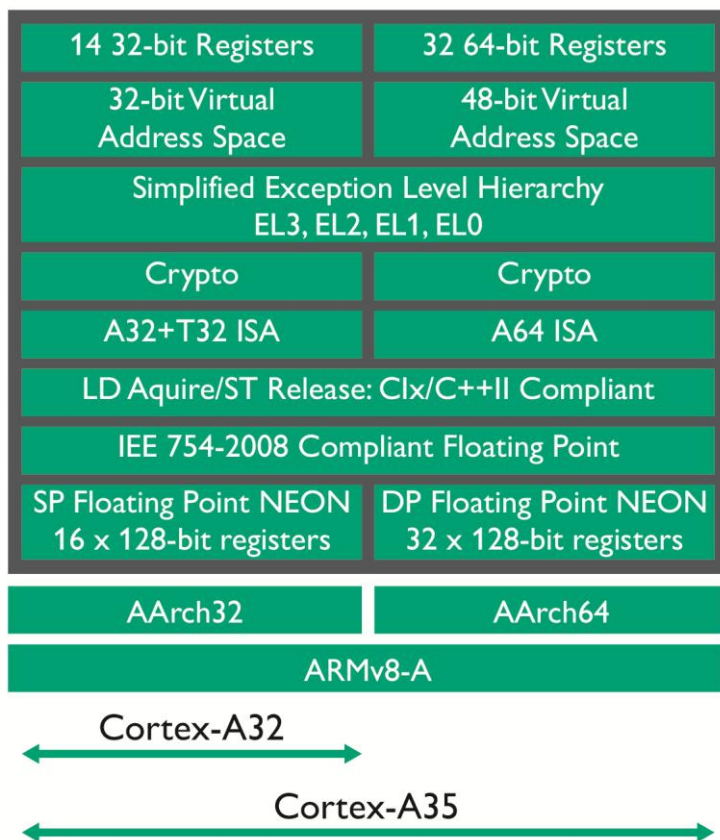 14 32-bit Registers
32 64-bit Registers
32-bit Virtual
Address Space
48-bit Virtual
Address Space
Simplified Exception Level Hierarchy
EL3, EL2, EL1, EL0
Crypto
Crypto
A32+T32 ISA
A64 ISA
LD Aquire/ST Release: Clx/C++II Compliant
IEE 754-2008 Compliant Floating Point
SP Floating Point NEON
16 x 128-bit registers
DP Floating Point NEON
32 x 128-bit registers
AArch32
AArch64
ARMv8-A
Cortex-A32
Cortex-A35